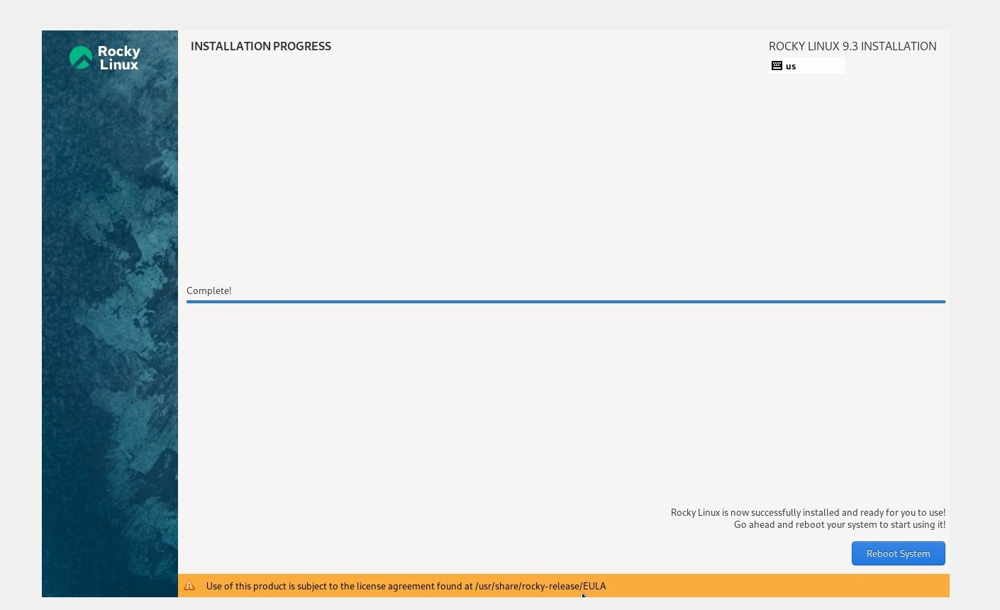 Rocky
Linux
INSTALLATION PROGRESS
ROCKY LINUX 9.3 INSTALLATION
us
Complete!
Rocky Linux is now successfully installed and ready for you to use!
Go ahead and reboot your system to start using it!
Reboot System
Use of this product is subject to the license agreement found at /usr/share/rocky-release/EULA